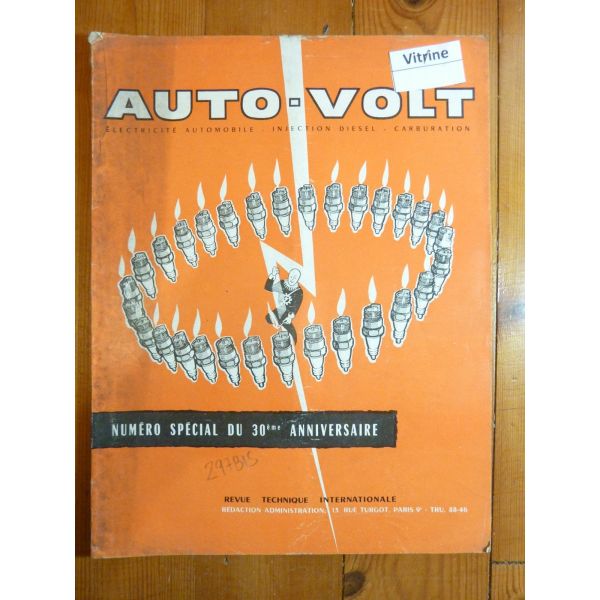 Vitrine
AUTO-VOLT
ÉLECTRICITÉ AUTOMOBILE - INJECTION DIESEL - CARBURATION
NUMÉRO SPÉCIAL DU 30ème ANNIVERSAIRE
297BIS
REVUE TECHNIQUE INTERNATIONALE
RÉDACTION-ADMINISTRATION, 13 RUE TURGOT, PARIS 9e - TRU. 88-46